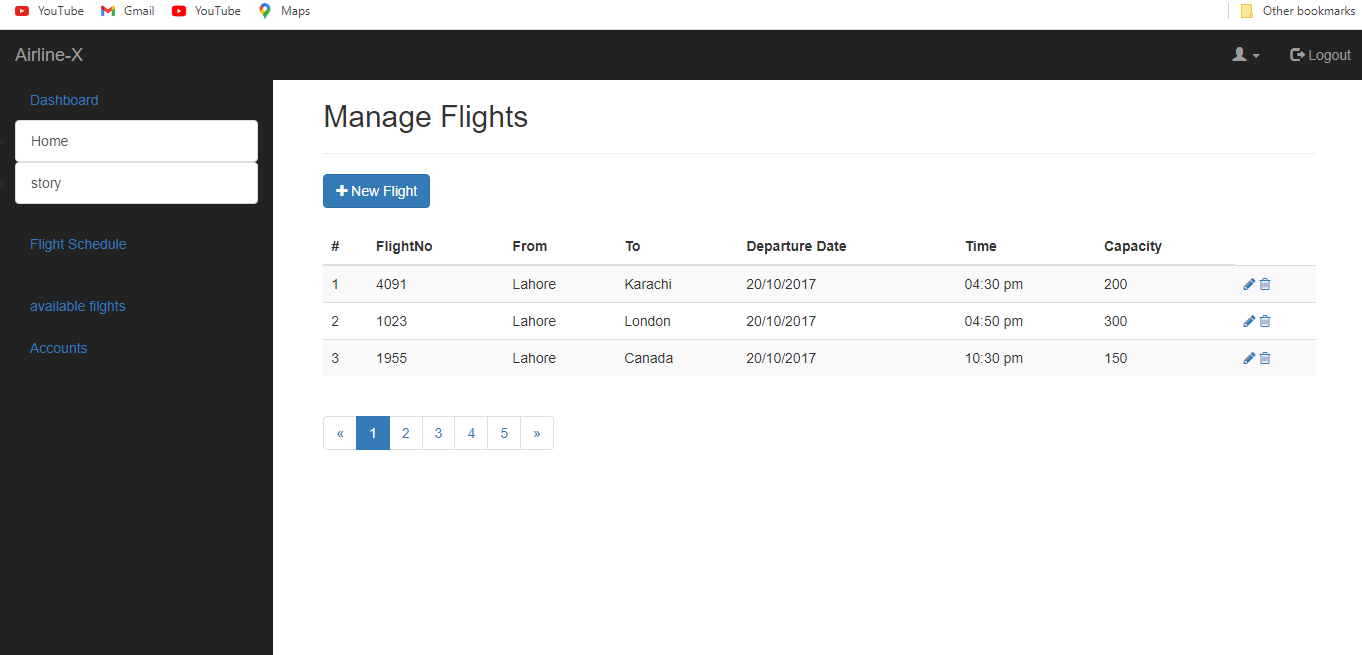 YouTube Gmail YouTube Maps Other bookmarks
Airline-X Logout
Dashboard
Home
story
Flight Schedule
available filghts
Accounts
Manage Flights
New Flight
# FlightNo From To Departure Date Time Capacity
1 4091 Lahore Karachi 20/10/2017 04:30 pm 200
2 1023 Lahore London 20/10/2017 04:50 pm 300
3 1955 Lahore Canada 20/10/2017 10:30 pm 150
« 1 2 3 4 5 »